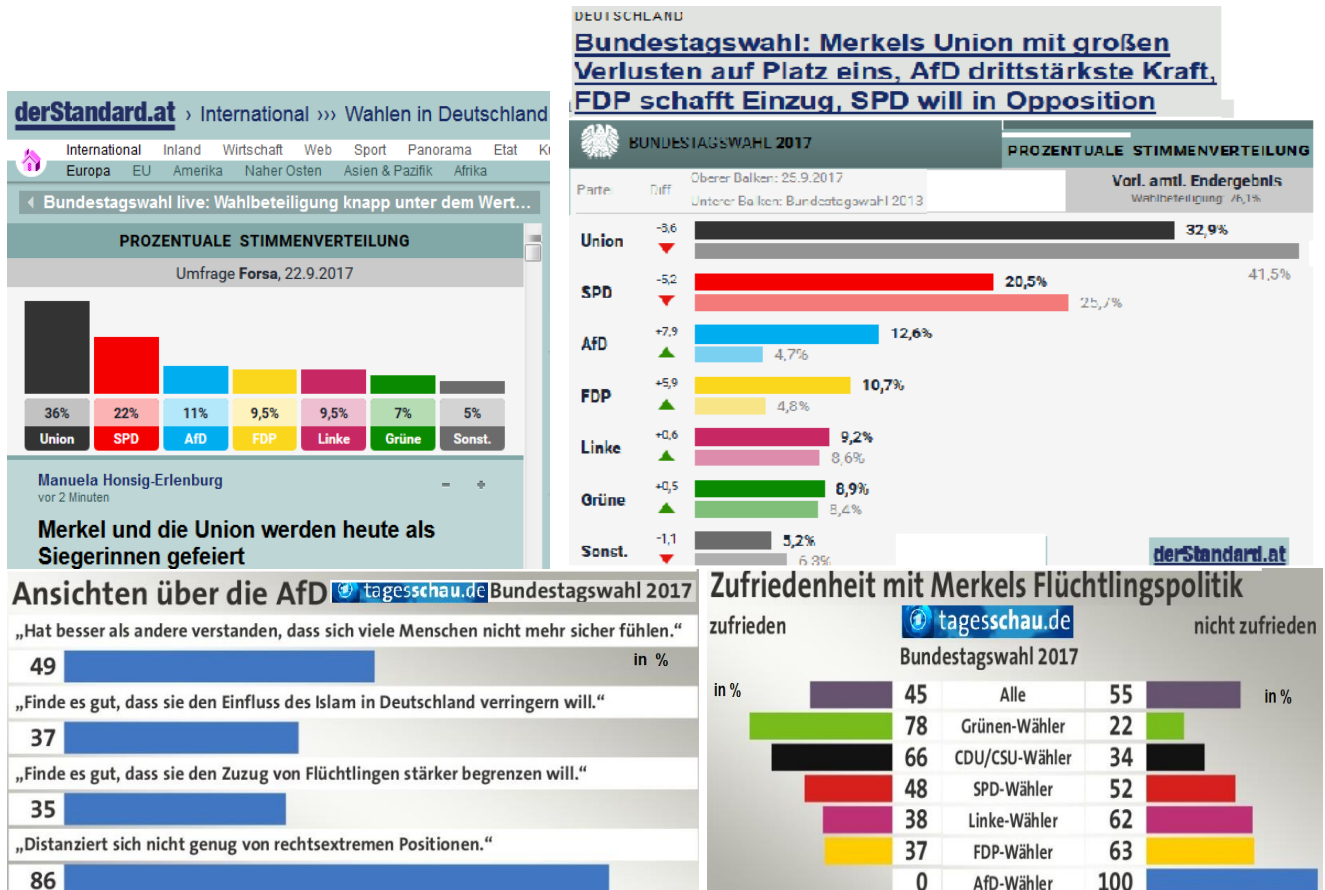 derStandard.at › International ››› Wahlen in Deutschland
International Inland Wirtschaft Web Sport Panorama Etat
Europa EU Amerika Naher Osten Asien & Pazifik Afrika
Bundestagswahl live: Wahlbeteiligung knapp unter dem Wert...
PROZENTUALE STIMMENVERTEILUNG
Umfrage Forsa, 22.9.2017
36% 22% 11% 9,5% 9,5% 7% 5%
Union SPD AfD FDP Linke Grüne Sonst.
Manuela Honsig-Erlenburg
vor 2 Minuten
Merkel und die Union werden heute als
Siegerinnen gefeiert
DEUTSCHLAND
Bundestagswahl: Merkels Union mit großen
Verlusten auf Platz eins, AfD drittstärkste Kraft,
FDP schafft Einzug, SPD will in Opposition
BUNDESTAGSWAHL 2017
PROZENTUALE STIMMENVERTEILUNG
Partei Diff Oberer Balken: 25.9.2017
Unterer Balken: Bundestagswahl 2013
Vorl. amtl. Endergebnis
Wahlbeteiligung: 76,1%
Union -8,6 32,9%
41,5%
SPD -5,2 20,5%
25,7%
AfD +7,9 12,6%
4,7%
FDP +5,9 10,7%
4,8%
Linke +0,6 9,2%
8,6%
Grüne +0,5 8,9%
8,4%
Sonst. -1,1 5,2%
6,3%
derStandard.at
Ansichten über die AfD tagesschau.de Bundestagswahl 2017
„Hat besser als andere verstanden, dass sich viele Menschen nicht mehr sicher fühlen.“
49 in %
„Finde es gut, dass sie den Einfluss des Islam in Deutschland verringern will.“
37
„Finde es gut, dass sie den Zuzug von Flüchtlingen stärker begrenzen will.“
35
„Distanziert sich nicht genug von rechtsextremen Positionen.“
86
Zufriedenheit mit Merkels Flüchtlingspolitik
zufrieden tagesschau.de nicht zufrieden
Bundestagswahl 2017
in % 45 Alle 55 in %
78 Grünen-Wähler 22
66 CDU/CSU-Wähler 34
48 SPD-Wähler 52
38 Linke-Wähler 62
37 FDP-Wähler 63
0 AfD-Wähler 100